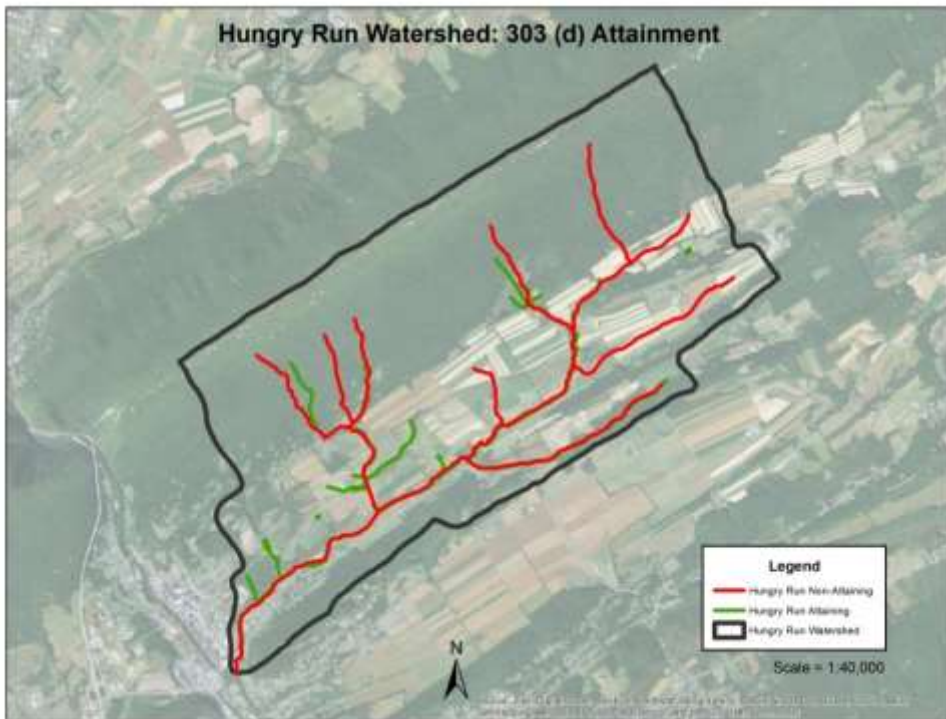 Hungry Run Watershed: 303 (d) Attainment
Legend
Hungry Run Non-Attaining
Hungry Run Attaining
Hungry Run Watershed
N
Scale = 1:40,000